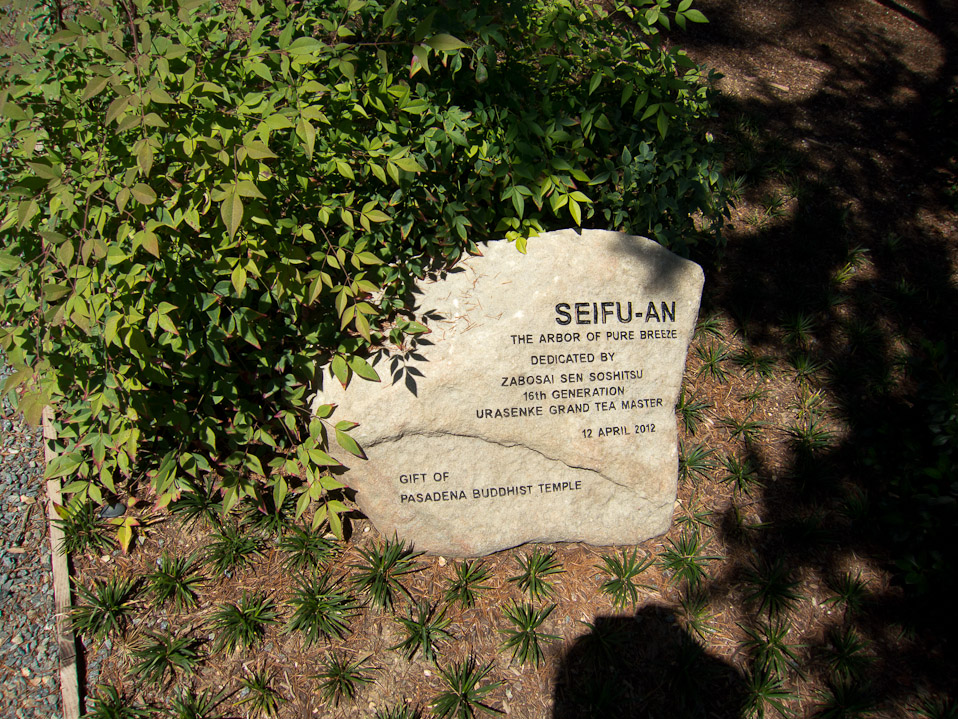 SEIFU-AN
THE ARBOR OF PURE BREEZE
DEDICATED BY
ZABOSAI SEN SOSHITSU
16th GENERATION
URASENKE GRAND TEA MASTER
12 APRIL 2012
GIFT OF
PASADENA BUDDHIST TEMPLE